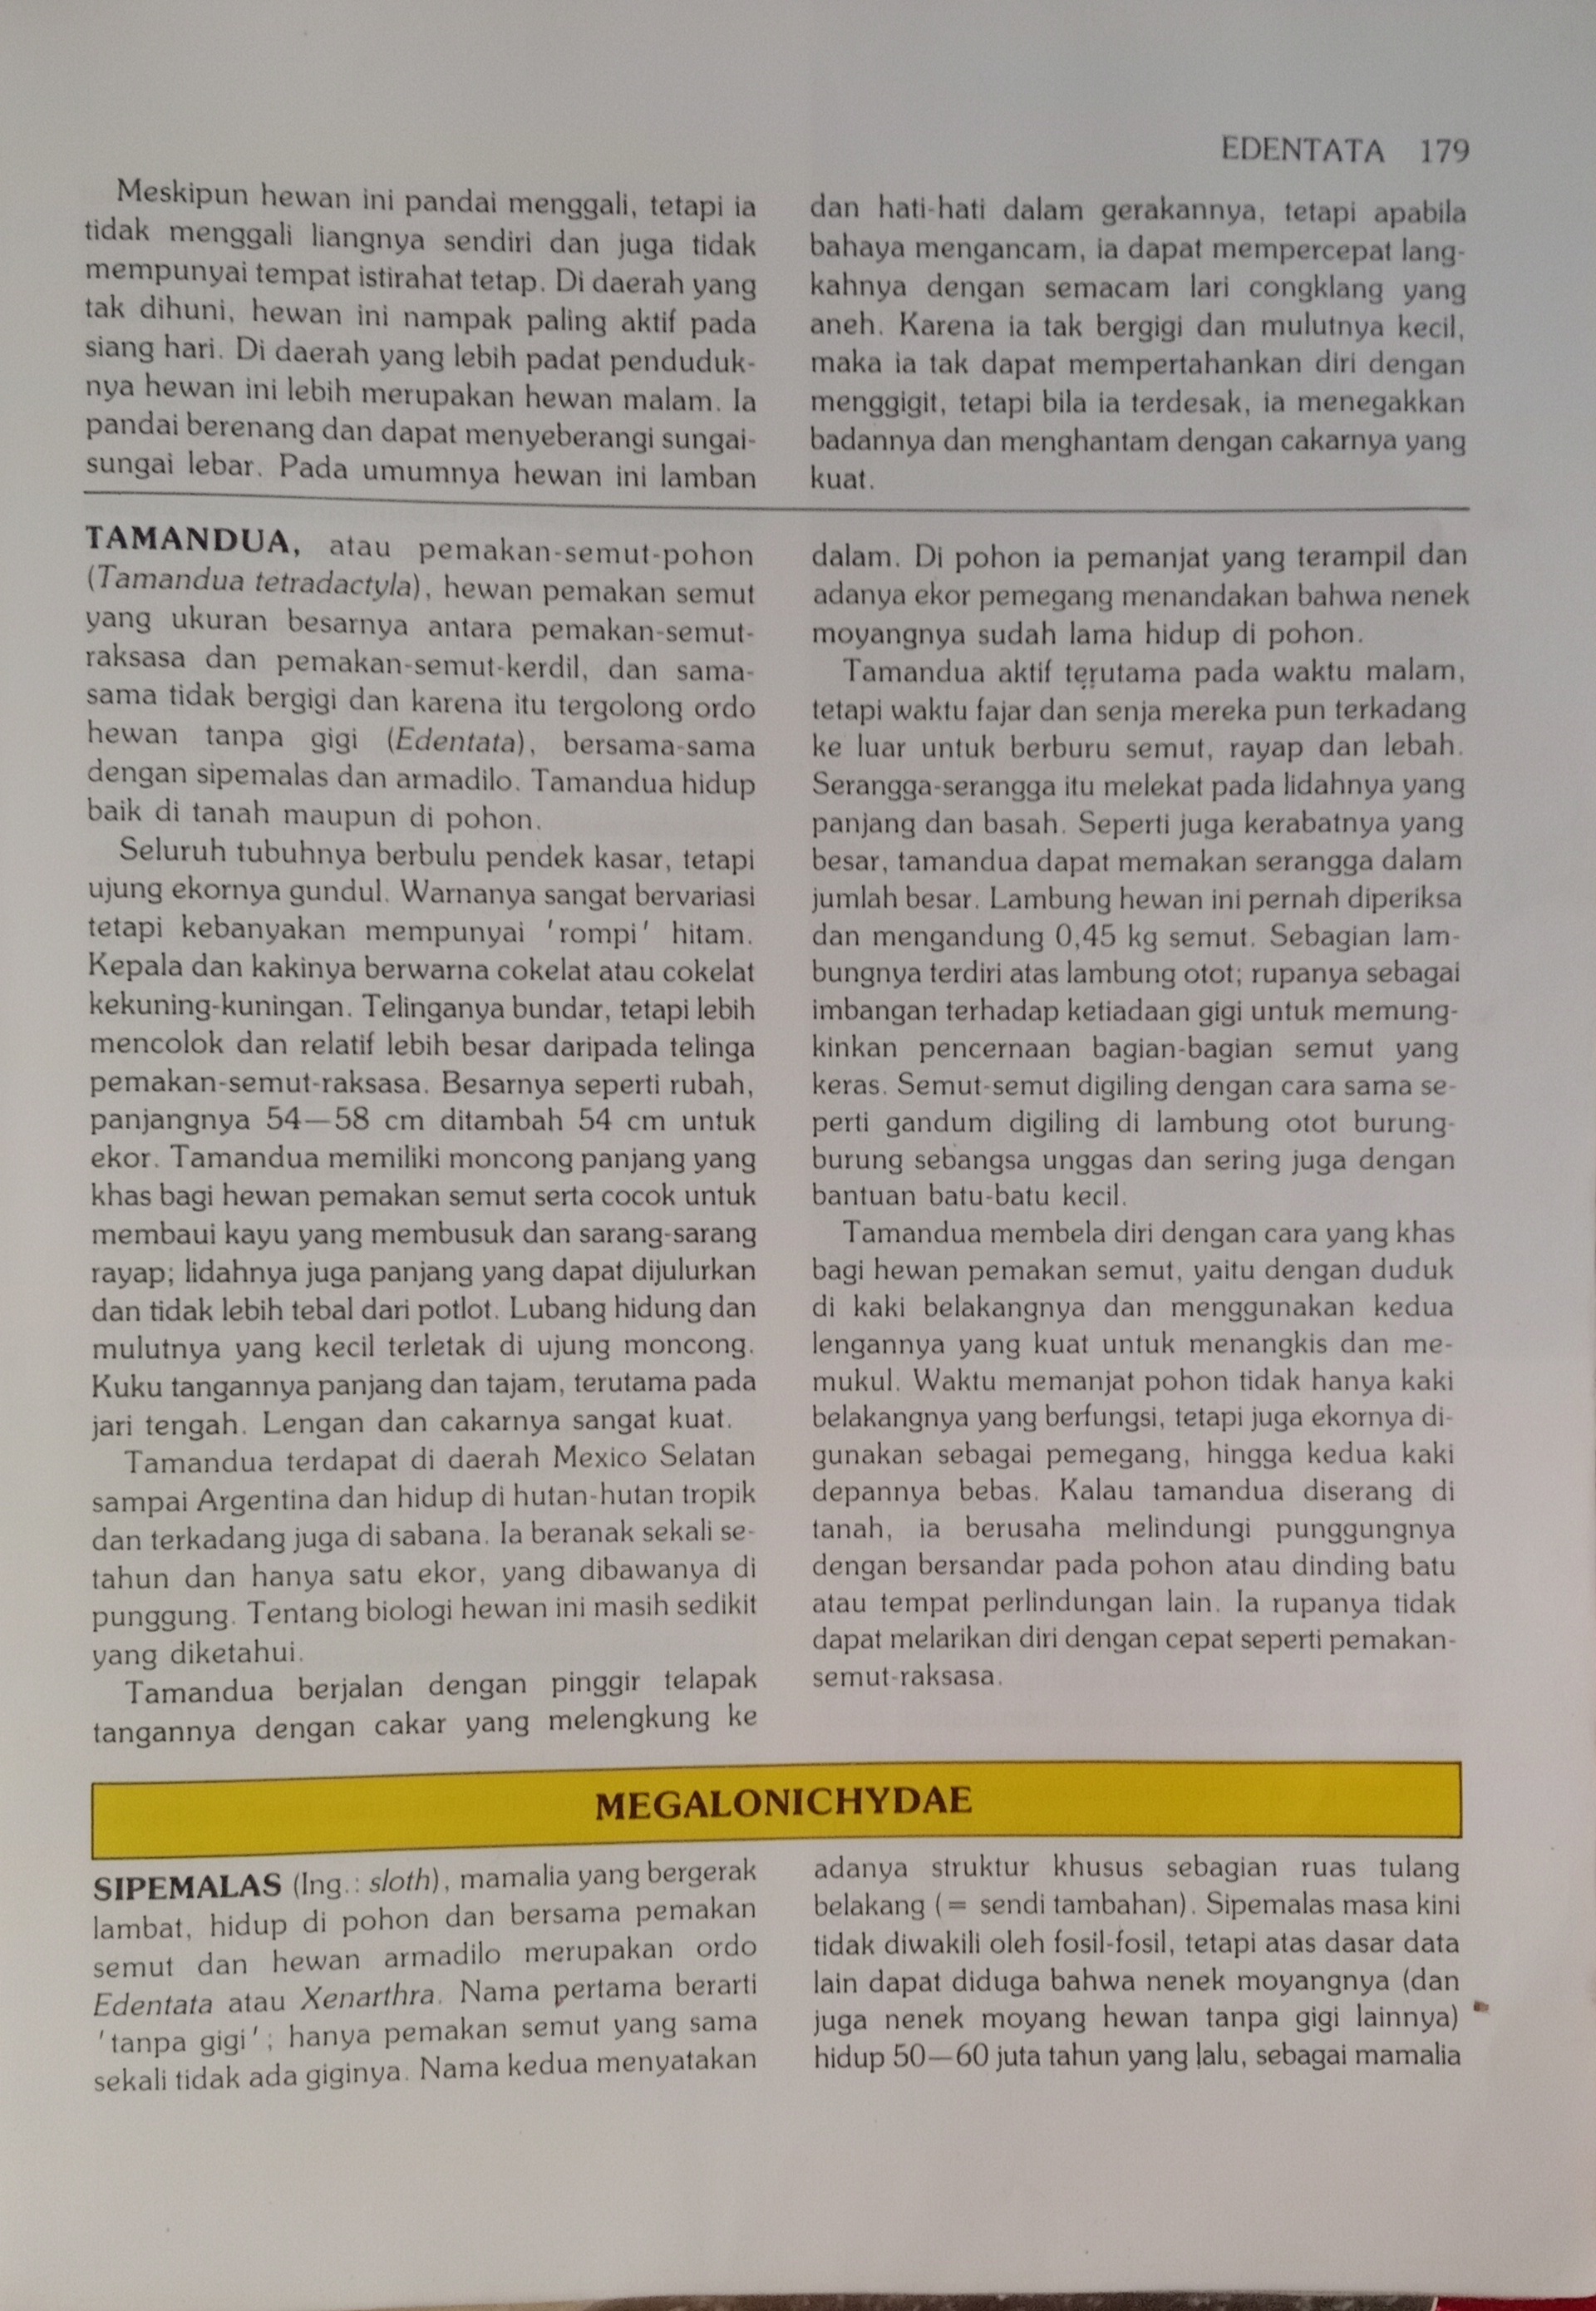 EDENTATA 179
Meskipun hewan ini pandai menggali, tetapi ia
tidak menggali liangnya sendiri dan juga tidak
mempunyai tempat istirahat tetap. Di daerah yang
tak dihuni, hewan ini nampak paling aktif pada
siang hari. Di daerah yang lebih padat penduduk-
nya hewan ini lebih merupakan hewan malam. Ia
pandai berenang dan dapat menyeberangi sungai-
sungai lebar. Pada umumnya hewan ini lamban
dan hati-hati dalam gerakannya, tetapi apabila
bahaya mengancam, ia dapat mempercepat lang-
kahnya dengan semacam lari congklang yang
aneh. Karena ia tak bergigi dan mulutnya kecil,
maka ia tak dapat mempertahankan diri dengan
menggigit, tetapi bila ia terdesak, ia menegakkan
badannya dan menghantam dengan cakarnya yang
kuat.
TAMANDUA, atau pemakan-semut-pohon
(Tamandua tetradactyla), hewan pemakan semut
yang ukuran besarnya antara pemakan-semut-
raksasa dan pemakan-semut-kerdil, dan sama-
sama tidak bergigi dan karena itu tergolong ordo
hewan tanpa gigi (Edentata), bersama-sama
dengan sipemalas dan armadilo. Tamandua hidup
baik di tanah maupun di pohon.
Seluruh tubuhnya berbulu pendek kasar, tetapi
ujung ekornya gundul. Warnanya sangat bervariasi
tetapi kebanyakan mempunyai 'rompi' hitam.
Kepala dan kakinya berwarna cokelat atau cokelat
kekuning-kuningan. Telinganya bundar, tetapi lebih
mencolok dan relatif lebih besar daripada telinga
pemakan-semut-raksasa. Besarnya seperti rubah,
panjangnya 54—58 cm ditambah 54 cm untuk
ekor. Tamandua memiliki moncong panjang yang
khas bagi hewan pemakan semut serta cocok untuk
membaui kayu yang membusuk dan sarang-sarang
rayap; lidahnya juga panjang yang dapat dijulurkan
dan tidak lebih tebal dari potlot. Lubang hidung dan
mulutnya yang kecil terletak di ujung moncong.
Kuku tangannya panjang dan tajam, terutama pada
jari tengah. Lengan dan cakarnya sangat kuat.
Tamandua terdapat di daerah Mexico Selatan
sampai Argentina dan hidup di hutan-hutan tropik
dan terkadang juga di sabana. Ia beranak sekali se-
tahun dan hanya satu ekor, yang dibawanya di
punggung. Tentang biologi hewan ini masih sedikit
yang diketahui.
Tamandua berjalan dengan pinggir telapak
tangannya dengan cakar yang melengkung ke
dalam. Di pohon ia pemanjat yang terampil dan
adanya ekor pemegang menandakan bahwa nenek
moyangnya sudah lama hidup di pohon.
Tamandua aktif terutama pada waktu malam,
tetapi waktu fajar dan senja mereka pun terkadang
ke luar untuk berburu semut, rayap dan lebah.
Serangga-serangga itu melekat pada lidahnya yang
panjang dan basah. Seperti juga kerabatnya yang
besar, tamandua dapat memakan serangga dalam
jumlah besar. Lambung hewan ini pernah diperiksa
dan mengandung 0,45 kg semut. Sebagian lam-
bungnya terdiri atas lambung otot; rupanya sebagai
imbangan terhadap ketiadaan gigi untuk memung-
kinkan pencernaan bagian-bagian semut yang
keras. Semut-semut digiling dengan cara sama se-
perti gandum digiling di lambung otot burung-
burung sebangsa unggas dan sering juga dengan
bantuan batu-batu kecil.
Tamandua membela diri dengan cara yang khas
bagi hewan pemakan semut, yaitu dengan duduk
di kaki belakangnya dan menggunakan kedua
lengannya yang kuat untuk menangkis dan me-
mukul. Waktu memanjat pohon tidak hanya kaki
belakangnya yang berfungsi, tetapi juga ekornya di-
gunakan sebagai pemegang, hingga kedua kaki
depannya bebas. Kalau tamandua diserang di
tanah, ia berusaha melindungi punggungnya
dengan bersandar pada pohon atau dinding batu
atau tempat perlindungan lain. Ia rupanya tidak
dapat melarikan diri dengan cepat seperti pemakan-
semut-raksasa.
MEGALONICHYDAE
SIPEMALAS (Ing.: sloth), mamalia yang bergerak
lambat, hidup di pohon dan bersama pemakan
semut dan hewan armadilo merupakan ordo
Edentata atau Xenarthra. Nama pertama berarti
'tanpa gigi'; hanya pemakan semut yang sama
sekali tidak ada giginya. Nama kedua menyatakan
adanya struktur khusus sebagian ruas tulang
belakang (= sendi tambahan). Sipemalas masa kini
tidak diwakili oleh fosil-fosil, tetapi atas dasar data
lain dapat diduga bahwa nenek moyangnya (dan
juga nenek moyang hewan tanpa gigi lainnya)
hidup 50—60 juta tahun yang lalu, sebagai mamalia